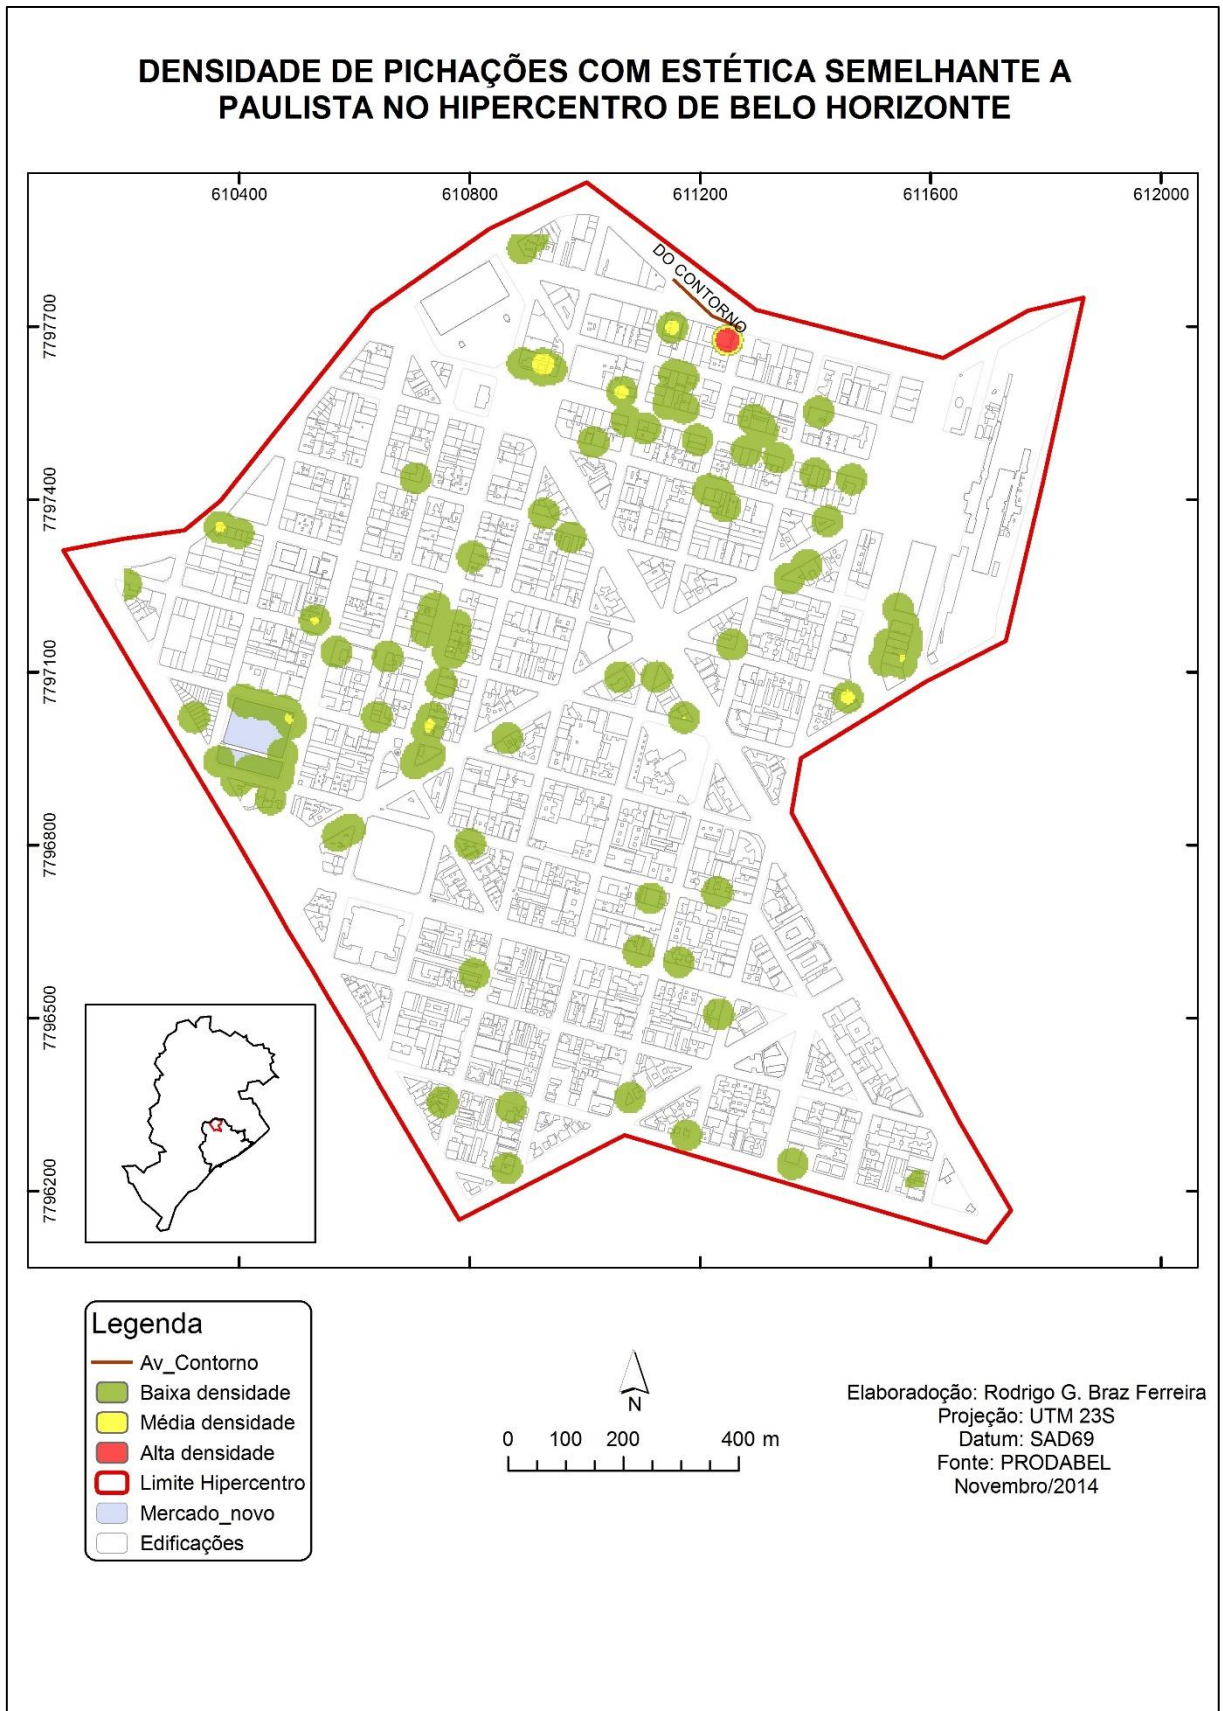 DENSIDADE DE PICHAÇÕES COM ESTÉTICA SEMELHANTE A
PAULISTA NO HIPERCENTRO DE BELO HORIZONTE
610400
610800
611200
611600
612000
DO CONTORNO
7797700
7797400
7797100
7796800
7796500
7796200
Legenda
Av_Contorno
Baixa densidade
Média densidade
Alta densidade
Limite Hipercentro
Mercado_novo
Edificações
N
0 100 200 400 m
Elaboradoção: Rodrigo G. Braz Ferreira
Projeção: UTM 23S
Datum: SAD69
Fonte: PRODABEL
Novembro/2014